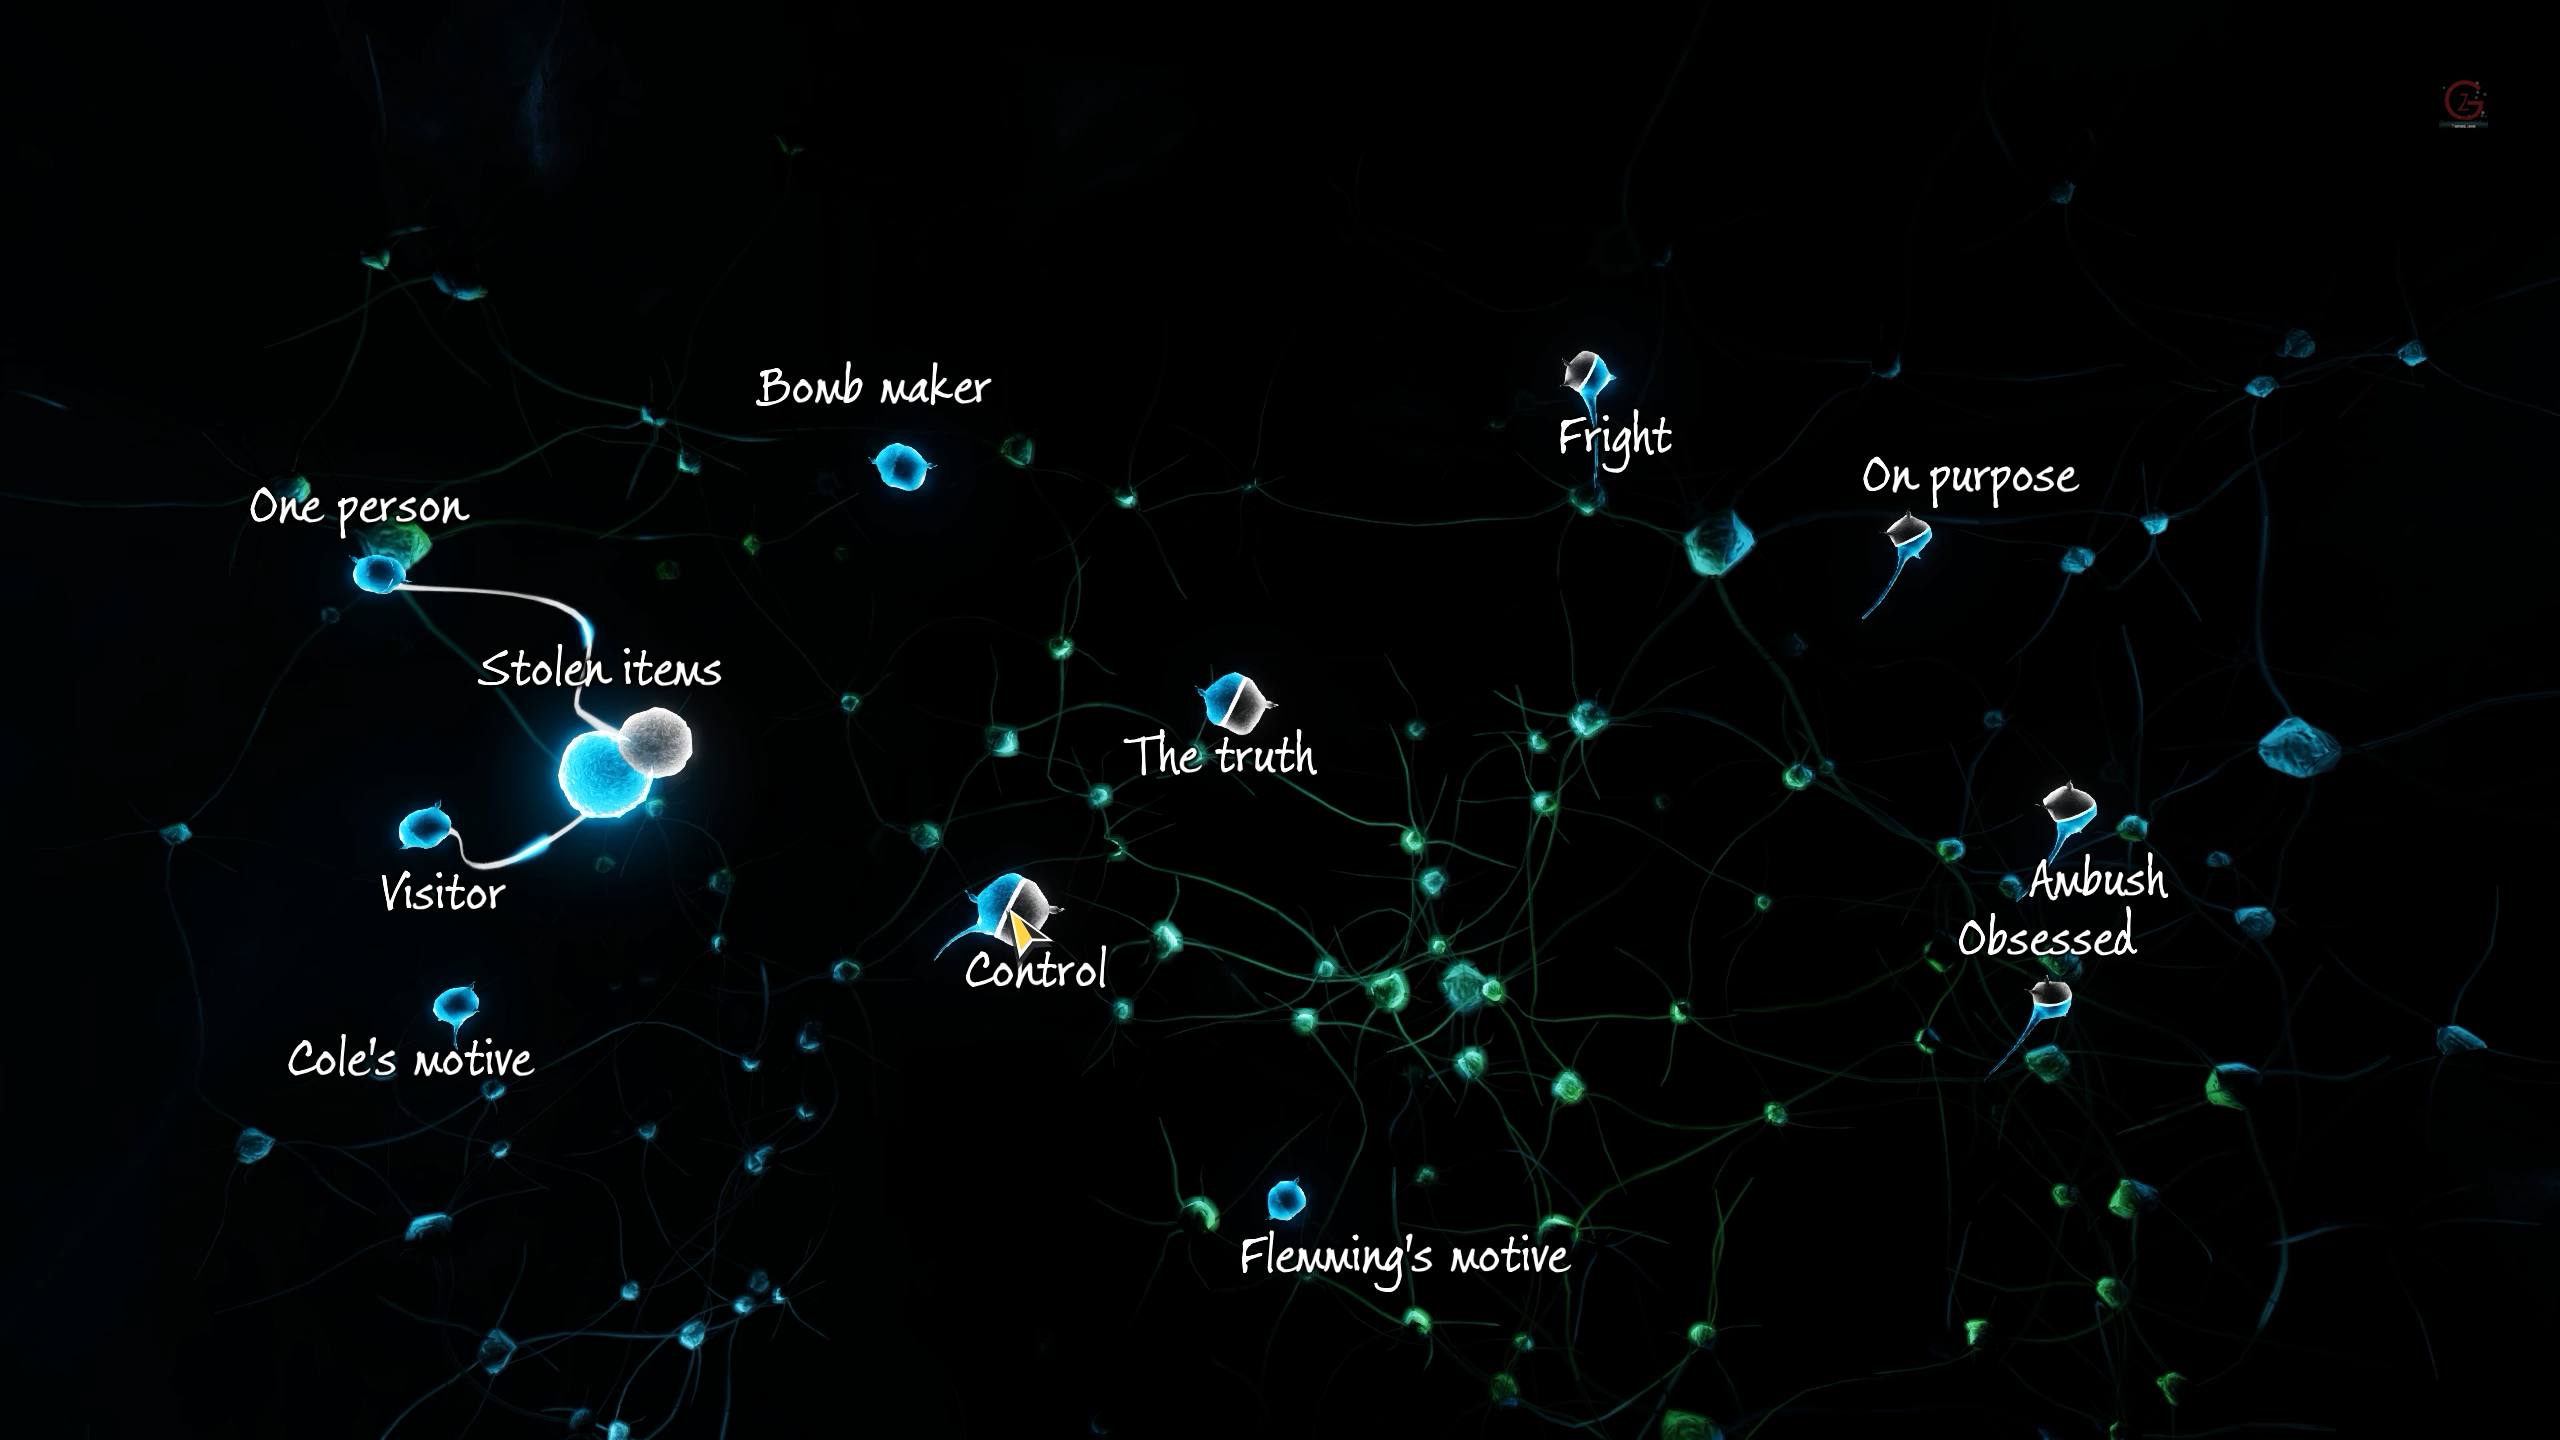 Bomb maker
Fright
On purpose
One person
Stolen items
The truth
Visitor
Ambush
Obsessed
Control
Cole's motive
Flemming's motive